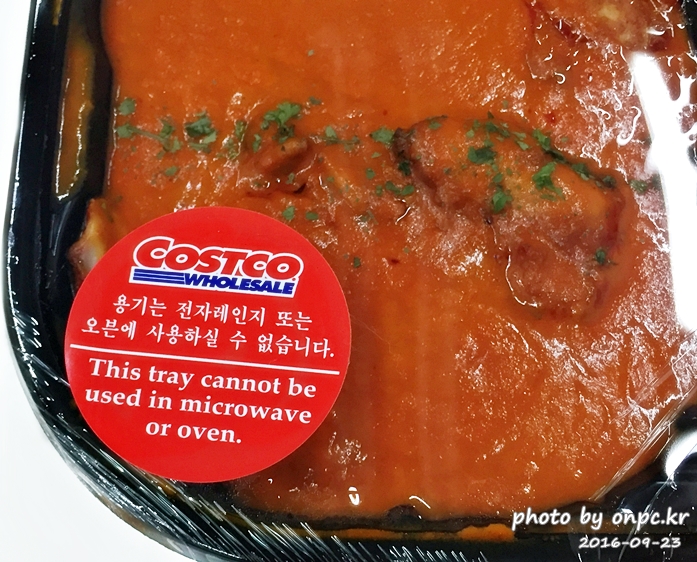 COSTCO
WHOLESALE
용기는 전자레인지 또는
오븐에 사용하실 수 없습니다.
This tray cannot be
used in microwave
or oven.
photo by onpc.kr
2016-09-23